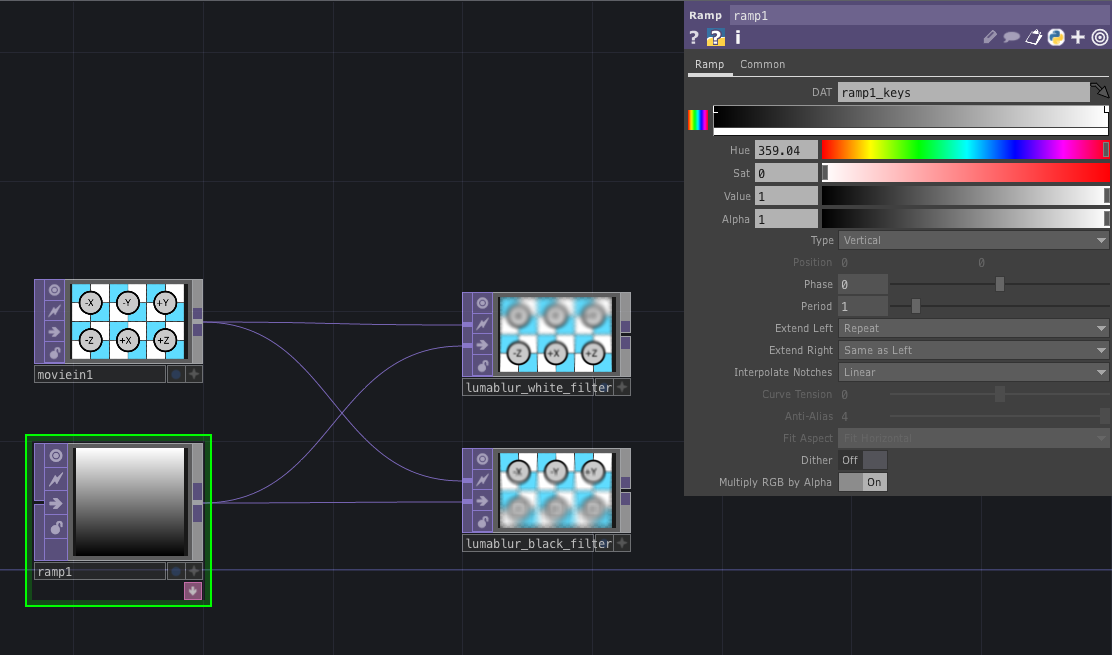 Ramp ramp1
? ? i
Ramp Common
DAT ramp1_keys
Hue 359.04
Sat 0
Value 1
Alpha 1
Type Vertical
Position 0 0
Phase 0
Period 1
Extend Left Repeat
Extend Right Same as Left
Interpolate Notches Linear
Curve Tension 0
Anti-Alias 4
Fit Aspect Fit Horizontal
Dither Off
Multiply RGB by Alpha On
-X -Y +Y
-Z +X +Z
moviein1
ramp1
-Z +X +Z
lumablur_white_filter
-X -Y +Y
lumablur_black_filter